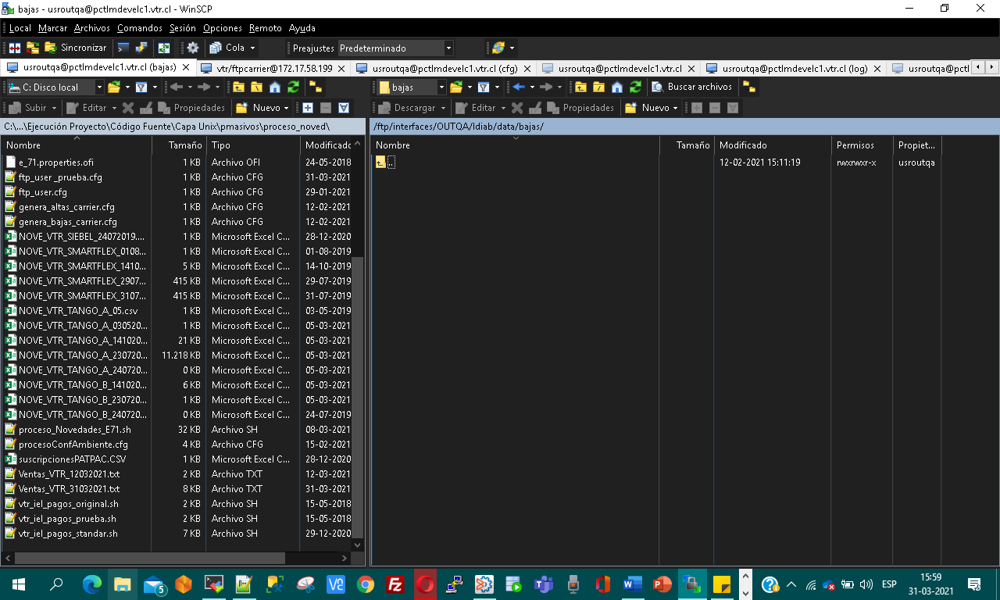 bajas - usroutqa@pctlmdevelc1.vtr.cl - WinSCP
Local Marcar Archivos Comandos Sesión Opciones Remoto Ayuda
Sincronizar Cola Preajustes Predeterminado
usroutqa@pctlmdevelc1.vtr.cl (bajas) vtr/ftpcarrier@172.17.58.199 usroutqa@pctlmdevelc1.vtr.cl (cfg) usroutqa@pctlmdevelc1.vtr.cl usroutqa@pctlmdevelc1.vtr.cl (log) usroutqa@pctl
C: Disco local bajas Buscar archivos
Subir Editar Propiedades Nuevo Descargar Editar Propiedades Nuevo
C:\...\Ejecución Proyecto\Código Fuente\Capa Unix\pmasivos\proceso_noved\ /ftp/interfaces/OUTQA/Idiab/data/bajas/
Nombre Tamaño Tipo Modificado Nombre Tamaño Modificado Permisos Propiet...
e_71.properties.ofi 1 KB Archivo OFI 24-05-2018 .. 12-02-2021 15:11:19 rwxrwxr-x usroutqa
ftp_user _prueba.cfg 1 KB Archivo CFG 31-03-2021
ftp_user.cfg 1 KB Archivo CFG 29-01-2021
genera_altas_carrier.cfg 1 KB Archivo CFG 12-02-2021
genera_bajas_carrier.cfg 1 KB Archivo CFG 12-02-2021
NOVE_VTR_SIEBEL_24072019.... 1 KB Microsoft Excel C... 28-12-2020
NOVE_VTR_SMARTFLEX_0108... 1 KB Microsoft Excel C... 01-08-2019
NOVE_VTR_SMARTFLEX_1410... 5 KB Microsoft Excel C... 14-10-2019
NOVE_VTR_SMARTFLEX_2907... 415 KB Microsoft Excel C... 29-07-2019
NOVE_VTR_SMARTFLEX_3107... 415 KB Microsoft Excel C... 31-07-2019
NOVE_VTR_TANGO_A_05.csv 1 KB Microsoft Excel C... 03-05-2019
NOVE_VTR_TANGO_A_030520... 1 KB Microsoft Excel C... 05-03-2021
NOVE_VTR_TANGO_A_141020... 21 KB Microsoft Excel C... 05-03-2021
NOVE_VTR_TANGO_A_230720... 11.218 KB Microsoft Excel C... 05-03-2021
NOVE_VTR_TANGO_A_240720... 0 KB Microsoft Excel C... 05-03-2021
NOVE_VTR_TANGO_B_141020... 6 KB Microsoft Excel C... 05-03-2021
NOVE_VTR_TANGO_B_230720... 1 KB Microsoft Excel C... 05-03-2021
NOVE_VTR_TANGO_B_240720... 0 KB Microsoft Excel C... 24-07-2019
proceso_Novedades_E71.sh 32 KB Archivo SH 08-03-2021
procesoConfAmbiente.cfg 4 KB Archivo CFG 15-02-2021
suscripcionesPATPAC.CSV 1 KB Microsoft Excel C... 28-12-2020
Ventas_VTR_12032021.txt 2 KB Archivo TXT 12-03-2021
Ventas_VTR_31032021.txt 8 KB Archivo TXT 31-03-2021
vtr_iel_pagos_original.sh 2 KB Archivo SH 15-05-2018
vtr_iel_pagos_prueba.sh 2 KB Archivo SH 15-05-2018
vtr_iel_pagos_standar.sh 7 KB Archivo SH 29-12-2020
5 ESP 15:59
31-03-2021